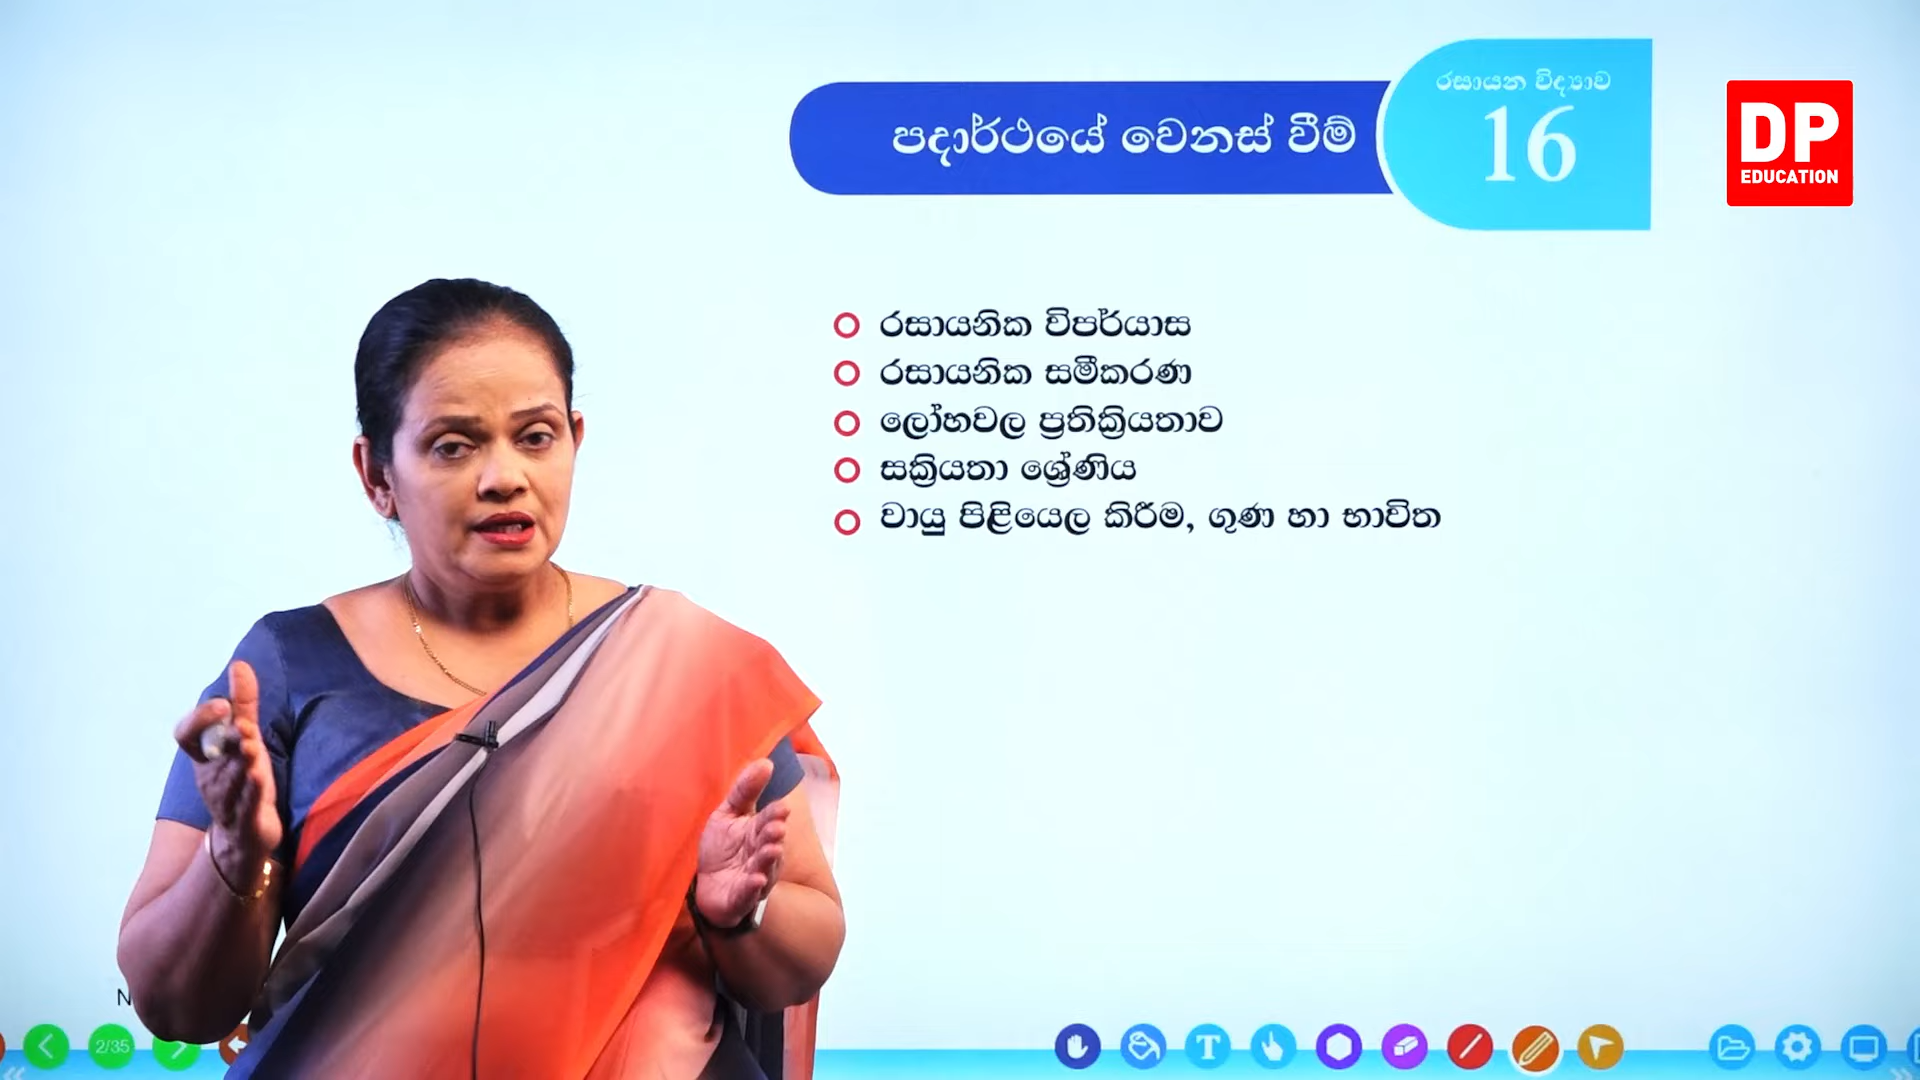 රසායන විද්‍යාව
16
පදාර්ථයේ වෙනස් වීම්
DP
EDUCATION
රසායනික විපර්යාස
රසායනික සමීකරණ
ලෝහවල ප්‍රතික්‍රියතාව
සක්‍රියතා ශ්‍රේණිය
වායු පිළියෙල කිරීම, ගුණ හා භාවිත
N
2/35
T